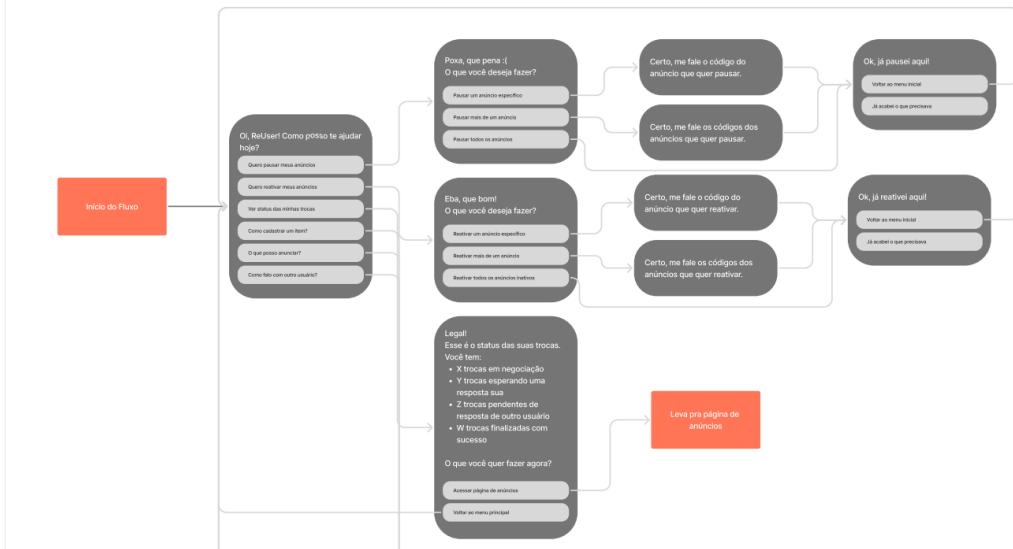 Início do Fluxo
Oi, ReUser! Como posso te ajudar
hoje?
Quero pausar meus anúncios
Quero reativar meus anúncios
Ver status das minhas trocas
Como cadastrar um item?
O que posso anunciar?
Como falo com outro usuário?
Poxa, que pena :(
O que você deseja fazer?
Pausar um anúncio específico
Pausar mais de um anúncio
Pausar todos os anúncios
Certo, me fale o código do
anúncio que quer pausar.
Certo, me fale os códigos dos
anúncios que quer pausar.
Ok, já pausei aqui!
Voltar ao menu inicial
Já acabei o que precisava
Eba, que bom!
O que você deseja fazer?
Reativar um anúncio específico
Reativar mais de um anúncio
Reativar todos os anúncios inativos
Certo, me fale o código do
anúncio que quer reativar.
Certo, me fale os códigos dos
anúncios que quer reativar.
Ok, já reativei aqui!
Voltar ao menu inicial
Já acabei o que precisava
Legal!
Esse é o status das suas trocas.
Você tem:
• X trocas em negociação
• Y trocas esperando uma
resposta sua
• Z trocas pendentes de
resposta de outro usuário
• W trocas finalizadas com
sucesso
O que você quer fazer agora?
Acessar página de anúncios
Voltar ao menu principal
Leva pra página de
anúncios